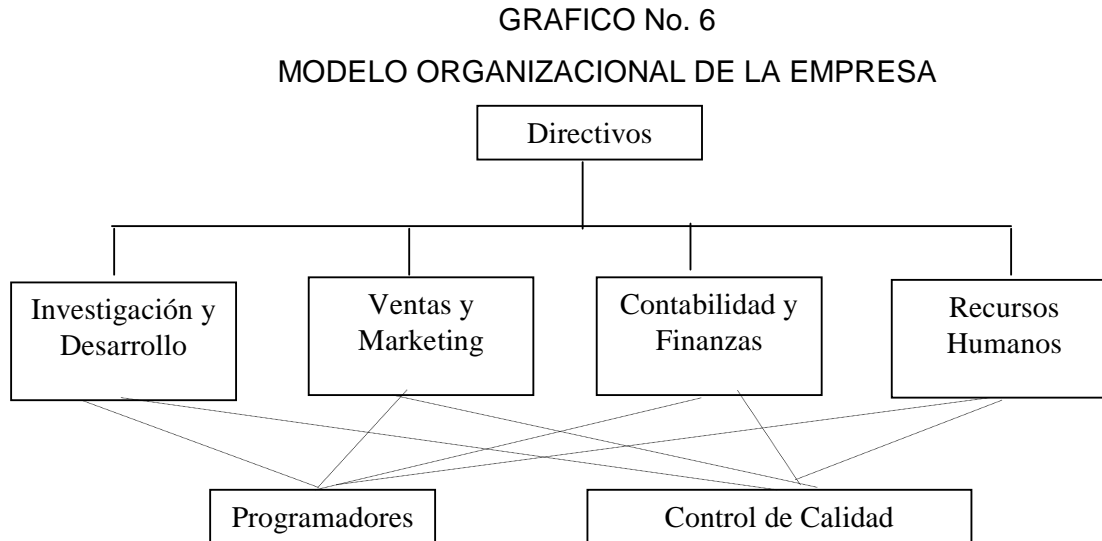 GRAFICO No. 6
MODELO ORGANIZACIONAL DE LA EMPRESA
Directivos
Investigación y
Desarrollo
Ventas y
Marketing
Contabilidad y
Finanzas
Recursos
Humanos
Programadores
Control de Calidad